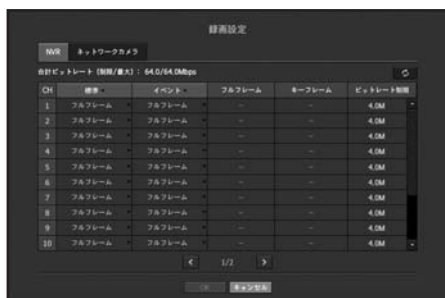 録画設定
NVR ネットワークカメラ
合計ビットレート (制限/最大) : 64.0/64.0Mbps
CH 標準 イベント フルフレーム キーフレーム ビットレート制限
1 フルフレーム フルフレーム -- -- 4.0M
2 フルフレーム フルフレーム -- -- 4.0M
3 フルフレーム フルフレーム -- -- 4.0M
4 フルフレーム フルフレーム -- -- 4.0M
5 フルフレーム フルフレーム -- -- 4.0M
6 フルフレーム フルフレーム -- -- 4.0M
7 フルフレーム フルフレーム -- -- 4.0M
8 フルフレーム フルフレーム -- -- 4.0M
9 フルフレーム フルフレーム -- -- 4.0M
10 フルフレーム フルフレーム -- -- 4.0M
< 1/2 >
OK キャンセル